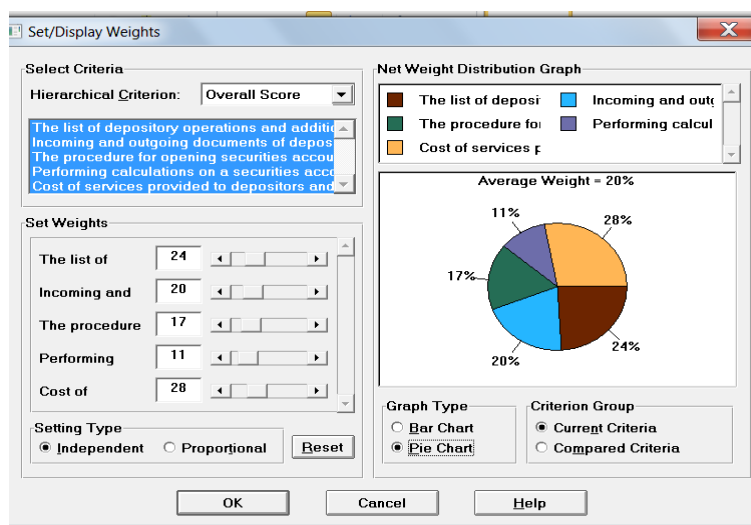 Set/Display Weights
Select Criteria
Hierarchical Criterion: Overall Score
The list of depository operations and additio
Incoming and outgoing documents of depos
The procedure for opening securities accou
Performing calculations on a securities acco
Cost of services provided to depositors and
Set Weights
The list of 24
Incoming and 20
The procedure 17
Performing 11
Cost of 28
Setting Type
Independent Proportional Reset
Net Weight Distribution Graph
The list of deposi Incoming and outg
The procedure for Performing calcul
Cost of services p
Average Weight = 20%
11% 28%
17%
20% 24%
Graph Type
Bar Chart
Pie Chart
Criterion Group
Current Criteria
Compared Criteria
OK Cancel Help